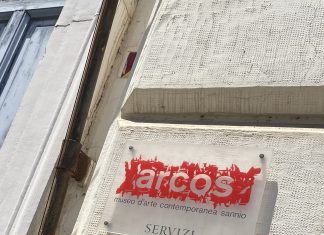 arcos
museo d'arte contemporanea sannio
SERVIZI